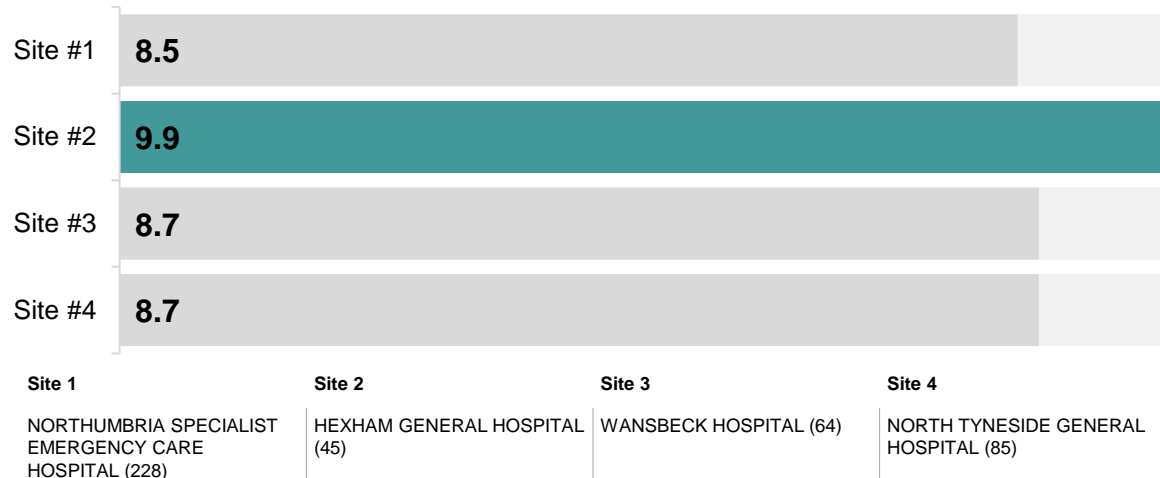 Site #1
8.5
Site #2
9.9
Site #3
8.7
Site #4
8.7
Site 1
NORTHUMBRIA SPECIALIST
EMERGENCY CARE
HOSPITAL (228)
Site 2
HEXHAM GENERAL HOSPITAL
(45)
Site 3
WANSBECK HOSPITAL (64)
Site 4
NORTH TYNESIDE GENERAL
HOSPITAL (85)